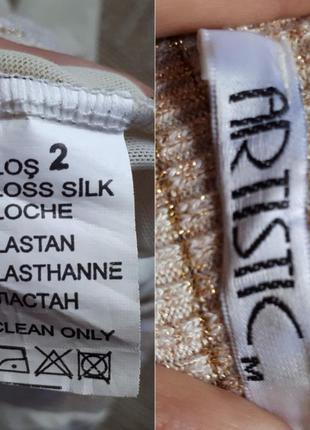 LOŞ 2
LOSS SİLK
LOCHE
LASTAN
LASTHANNE
ЛАСТАН
CLEAN ONLY
ARTISTIC
M